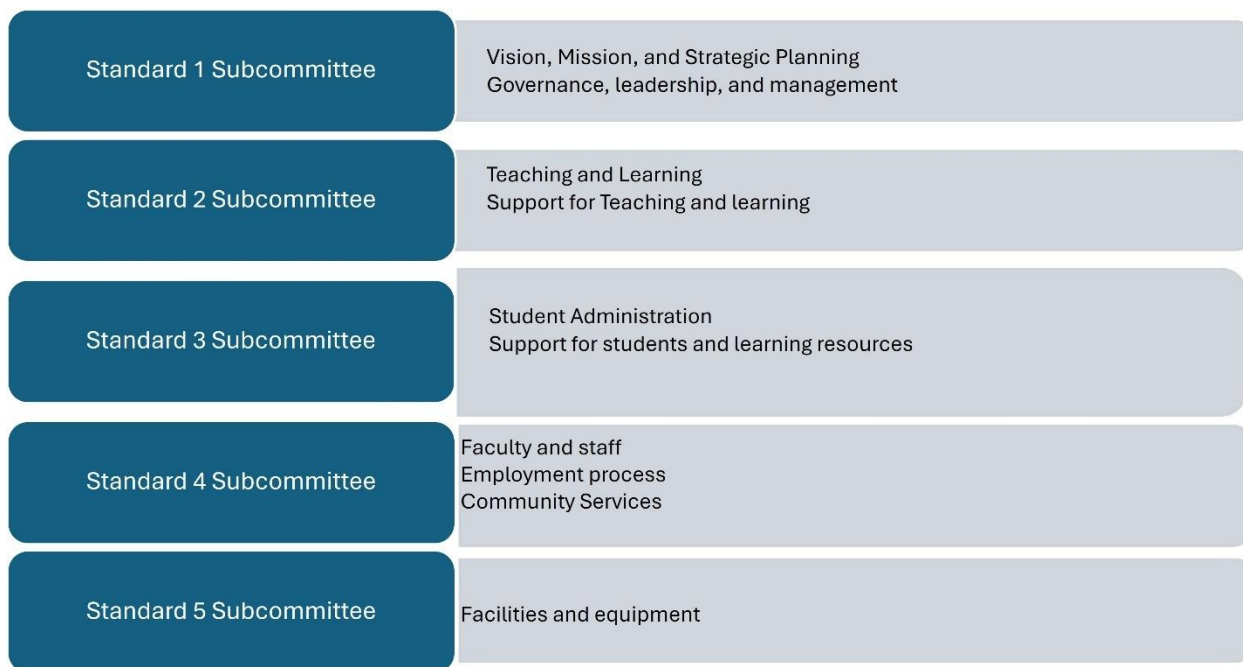 Standard 1 Subcommittee
Vision, Mission, and Strategic Planning
Governance, leadership, and management
Standard 2 Subcommittee
Teaching and Learning
Support for Teaching and learning
Standard 3 Subcommittee
Student Administration
Support for students and learning resources
Standard 4 Subcommittee
Faculty and staff
Employment process
Community Services
Standard 5 Subcommittee
Facilities and equipment